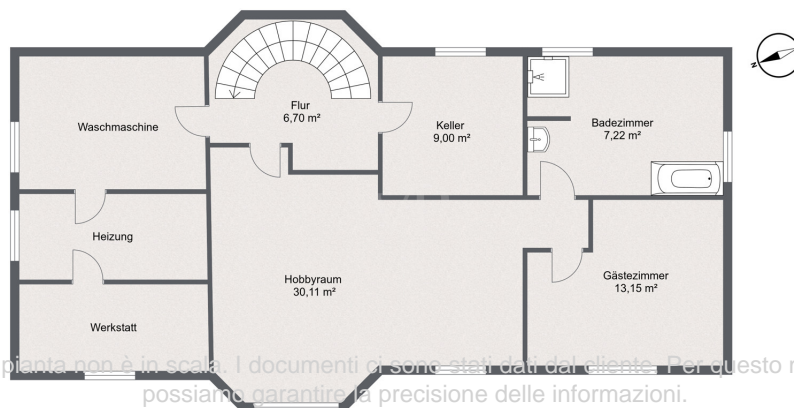 Flur
6,70 m²
Waschmaschine
Keller
9,00 m²
Badezimmer
7,22 m²
N
Heizung
Hobbyraum
30,11 m²
Gästezimmer
13,15 m²
Werkstatt
pianta non è in scala. I documenti ci sono stati dati dal cliente. Per questo
possiamo garantire la precisione delle informazioni.